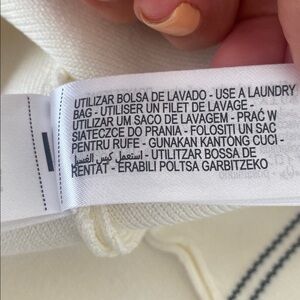 UTILIZAR BOLSA DE LAVADO - USE A LAUNDRY
BAG - UTILISER UN FILET DE LAVAGE -
UTILIZAR UM SACO DE LAVAGEM - PRAĆ W
SIATECZCE DO PRANIA - FOLOSIȚI UN SAC
PENTRU RUFE - GUNAKAN KANTONG CUCI -
استعمل كيس الغسيل - UTILITZAR BOSSA DE
RENTAT - ERABILI POLTSA GARBITZEKO